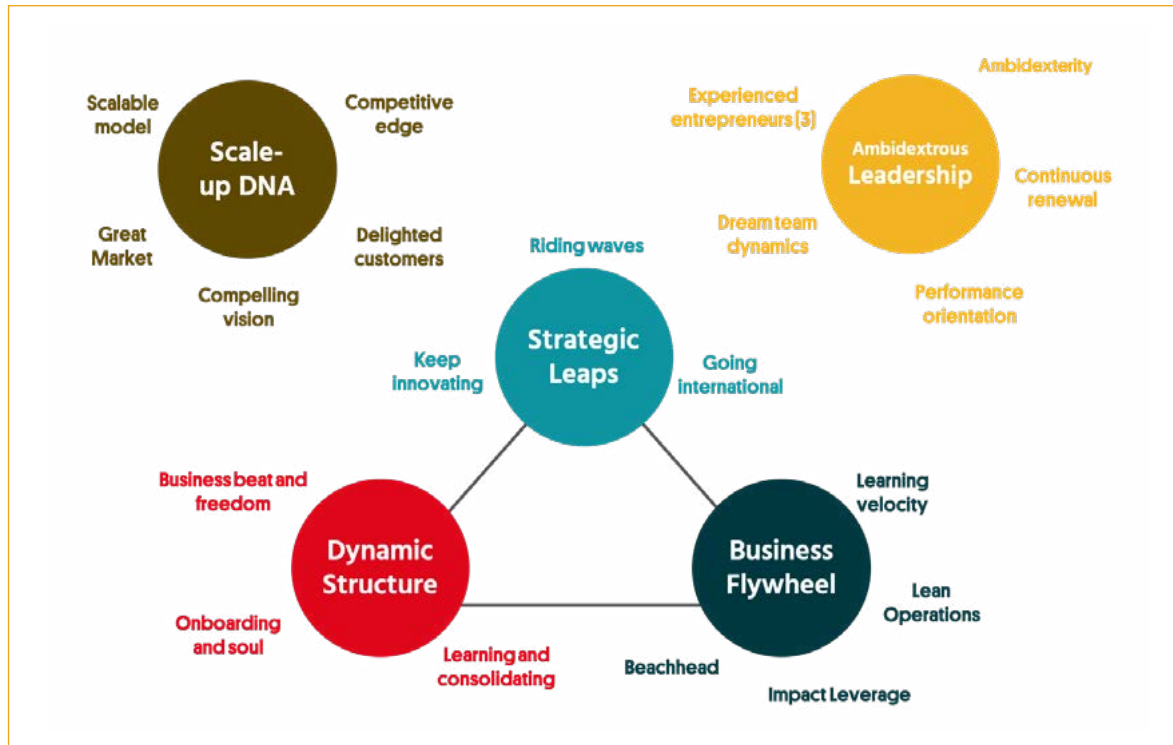 Scalable
model
Competitive
edge
Scale-
up DNA
Great
Market
Delighted
customers
Compelling
vision
Ambidexterity
Experienced
entrepreneurs (3)
Ambidextrous
Leadership
Continuous
renewal
Dream team
dynamics
Performance
orientation
Riding waves
Strategic
Leaps
Keep
innovating
Going
international
Business beat and
freedom
Dynamic
Structure
Onboarding
and soul
Learning and
consolidating
Learning
velocity
Business
Flywheel
Lean
Operations
Beachhead
Impact Leverage